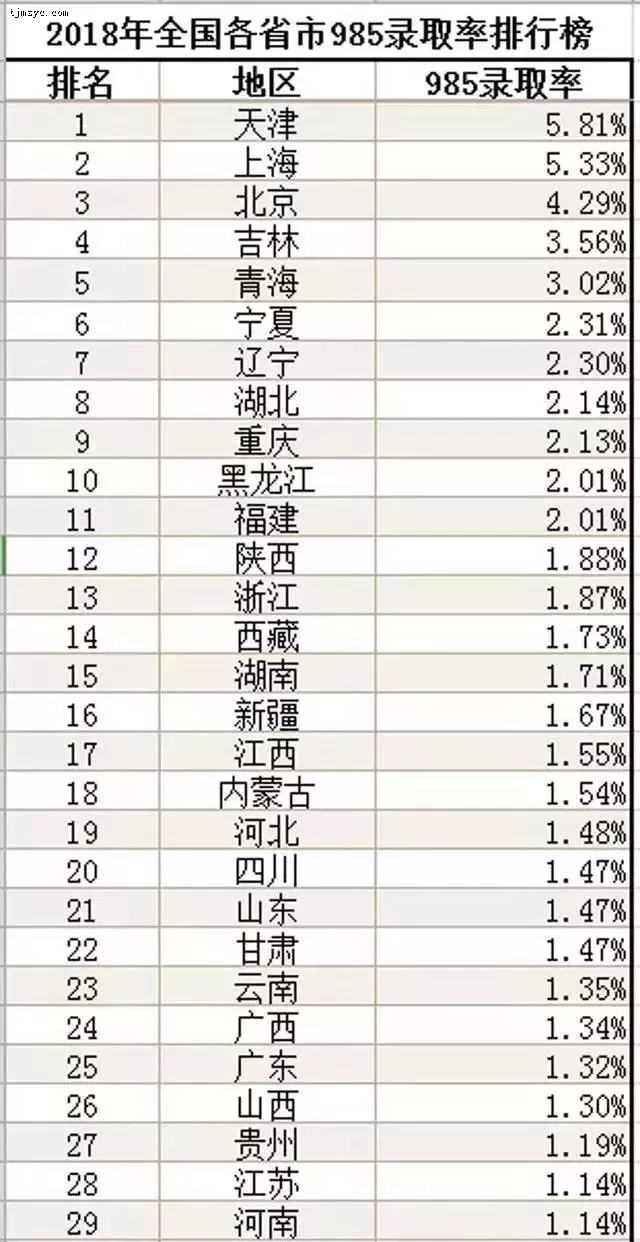 tjmsyc.com
2018年全国各省市985录取率排行榜
排名 地区 985录取率
1 天津 5.81%
2 上海 5.33%
3 北京 4.29%
4 吉林 3.56%
5 青海 3.02%
6 宁夏 2.31%
7 辽宁 2.30%
8 湖北 2.14%
9 重庆 2.13%
10 黑龙江 2.01%
11 福建 2.01%
12 陕西 1.88%
13 浙江 1.87%
14 西藏 1.73%
15 湖南 1.71%
16 新疆 1.67%
17 江西 1.55%
18 内蒙古 1.54%
19 河北 1.48%
20 四川 1.47%
21 山东 1.47%
22 甘肃 1.47%
23 云南 1.35%
24 广西 1.34%
25 广东 1.32%
26 山西 1.30%
27 贵州 1.19%
28 江苏 1.14%
29 河南 1.14%